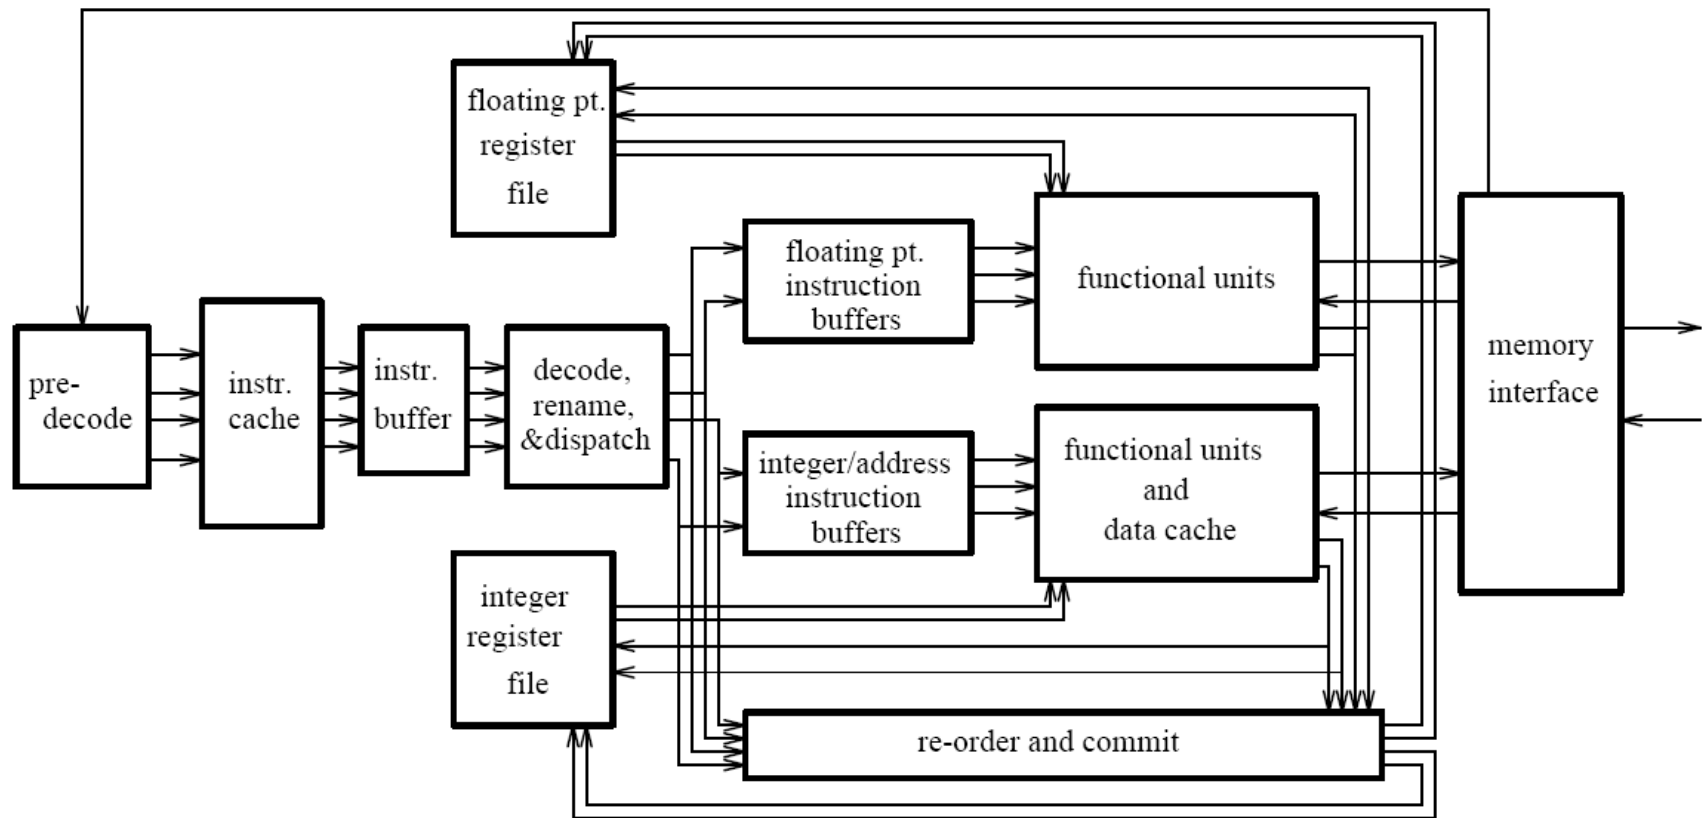 floating pt.
register
file
floating pt.
instruction
buffers
functional units
pre-
decode
instr.
cache
instr.
buffer
decode,
rename,
&dispatch
integer/address
instruction
buffers
functional units
and
data cache
memory
interface
integer
register
file
re-order and commit